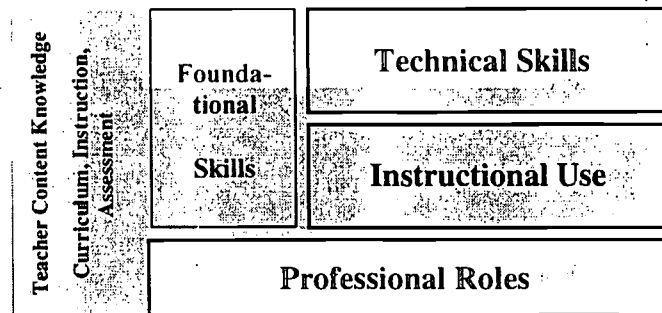 Teacher Content Knowledge
Curriculum, Instruction,
Assessment
Founda-
tional
Skills
Technical Skills
Instructional Use
Professional Roles